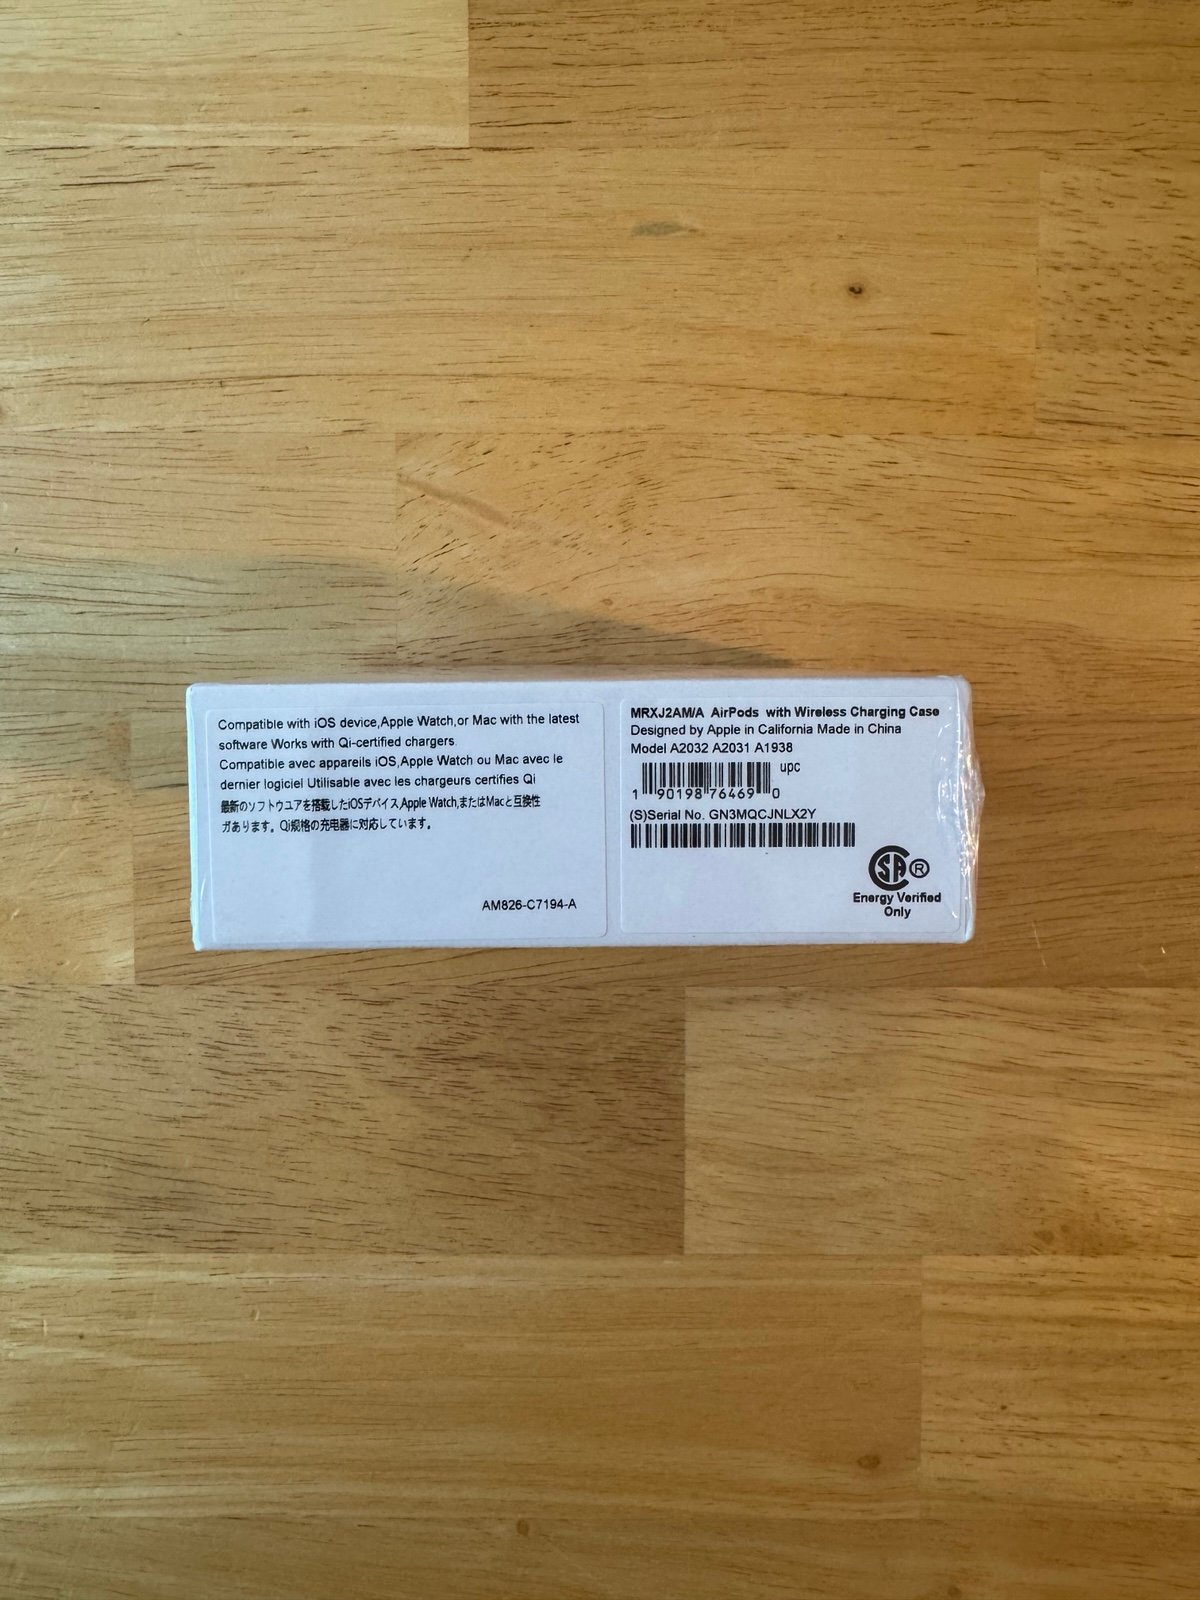 Compatible with iOS device,Apple Watch,or Mac with the latest
software Works with Qi-certified chargers.
Compatible avec appareils iOS,Apple Watch ou Mac avec le
dernier logiciel Utilisable avec les chargeurs certifies Qi
最新のソフトウユアを搭載したiOSデバイス,Apple Watch,またはMacと互換性
ガあります。Qi規格の充電器に対応しています。
AM826-C7194-A
MRXJ2AM/A AirPods with Wireless Charging Case
Designed by Apple in California Made in China
Model A2032 A2031 A1938
upc
1 90198 76469 0
(S)Serial No. GN3MQCJNLX2Y
SA ®
Energy Verified
Only